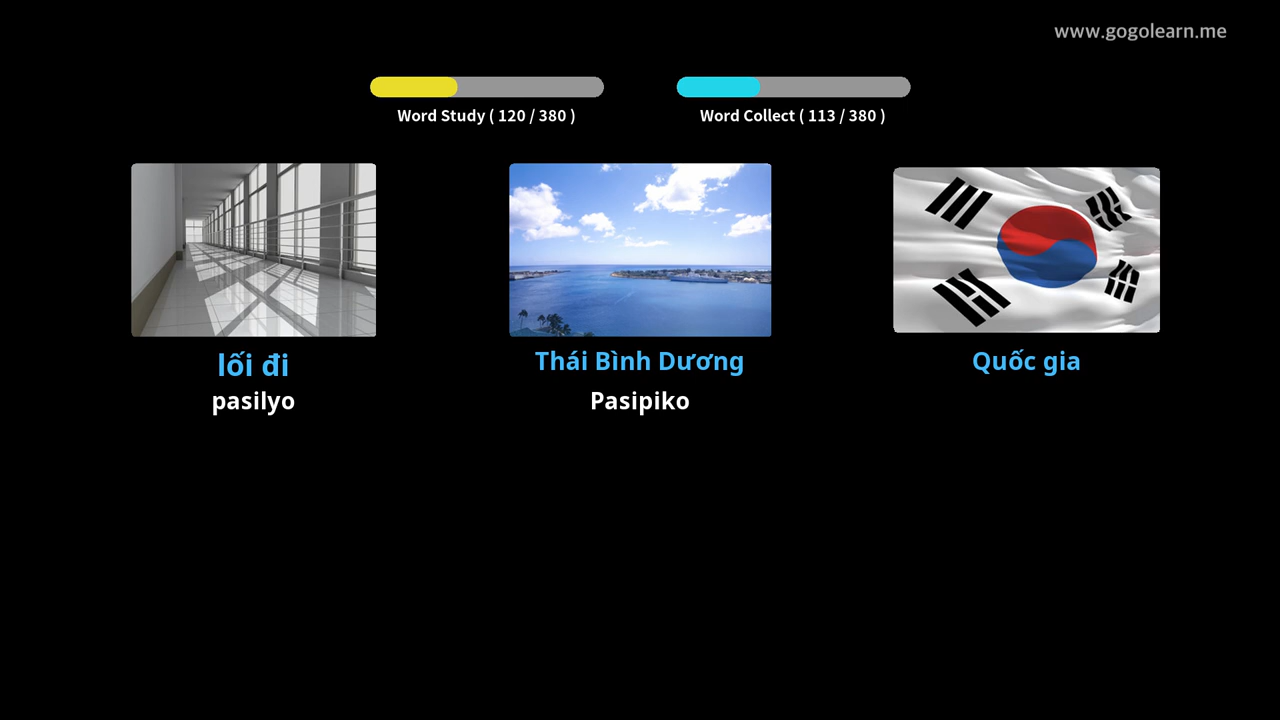 www.gogolearn.me
Word Study ( 120 / 380 )
Word Collect ( 113 / 380 )
lối đi
pasilyo
Thái Bình Dương
Pasipiko
Quốc gia